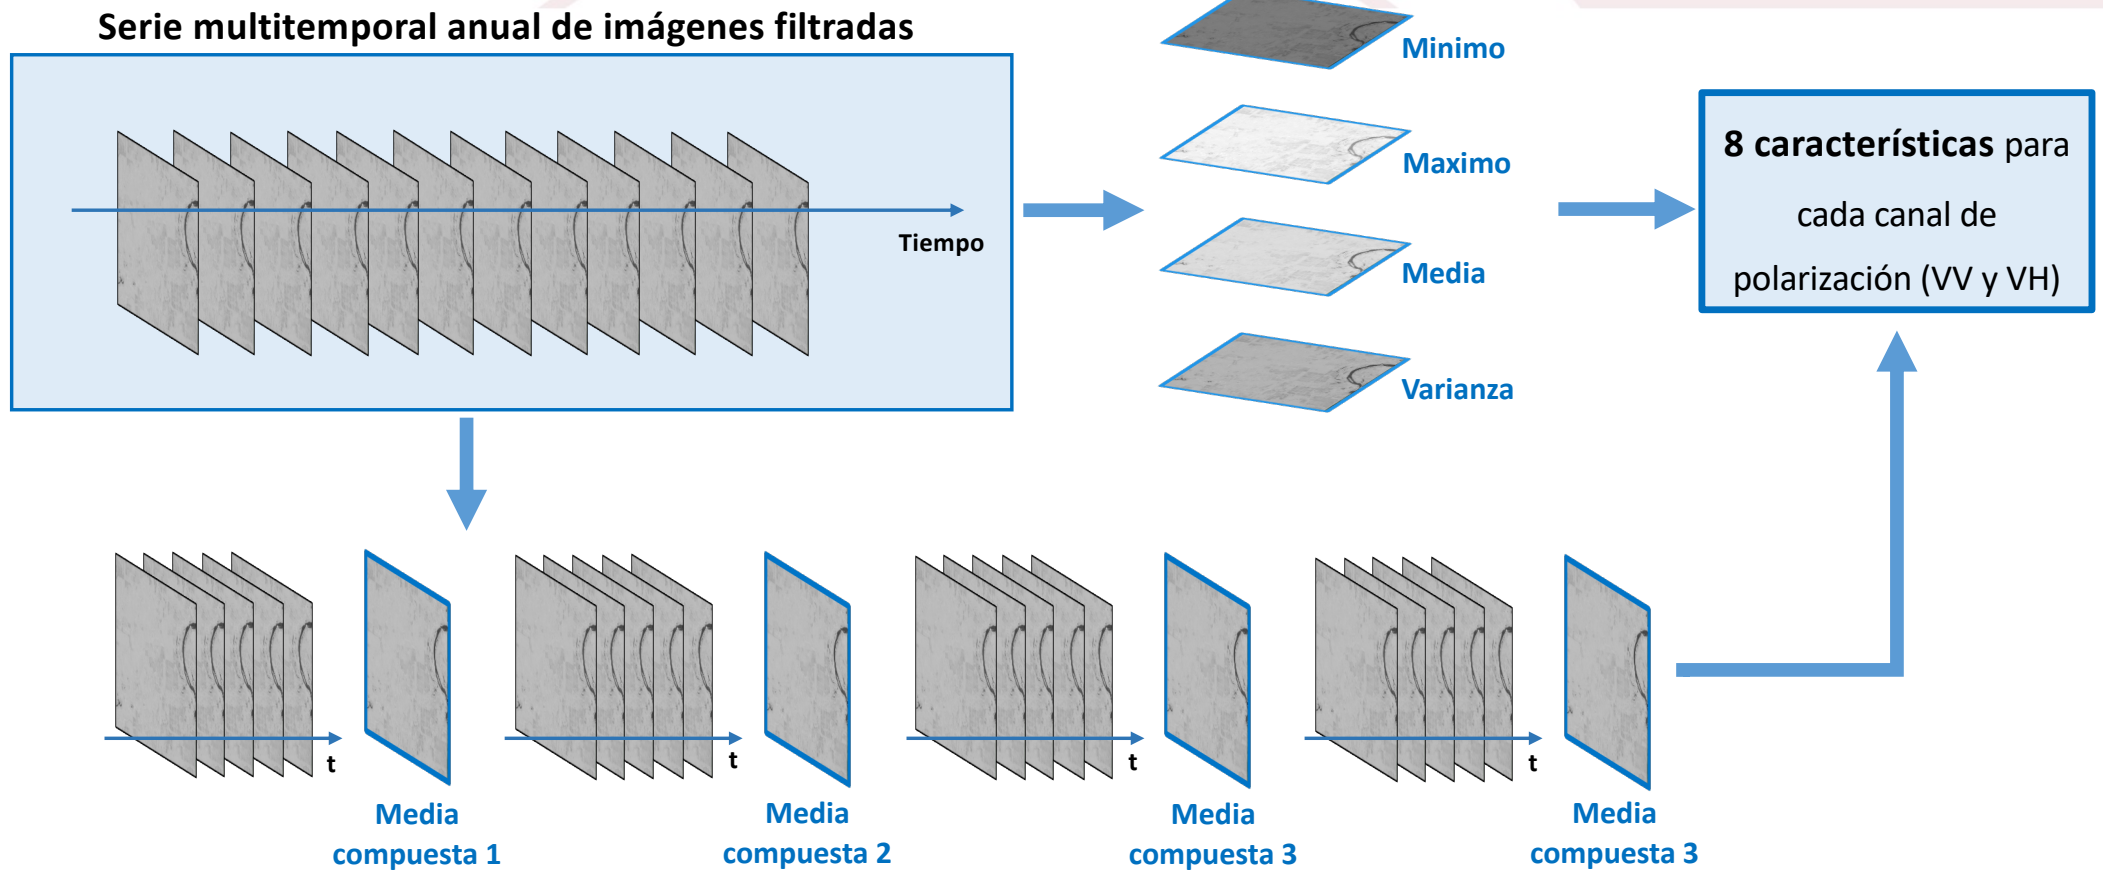 Serie multitemporal anual de imágenes filtradas
Tiempo
Minimo
Maximo
Media
Varianza
8 características para
cada canal de
polarización (VV y VH)
t
Media
compuesta 1
t
Media
compuesta 2
t
Media
compuesta 3
t
Media
compuesta 3